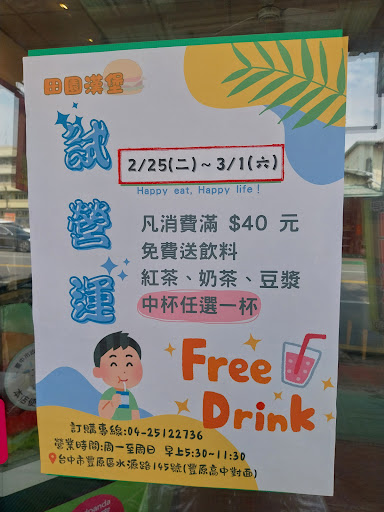 田園漢堡
試營運
2/25(二)~3/1(六)
Happy eat, Happy life!
凡消費滿 $40 元
免費送飲料
紅茶、奶茶、豆漿
中杯任選一杯
Free
Drink
訂購專線:04-25122736
營業時間:周一至周日 早上5:30~11:30
台中市豐原區水源路145號(豐原高中對面)